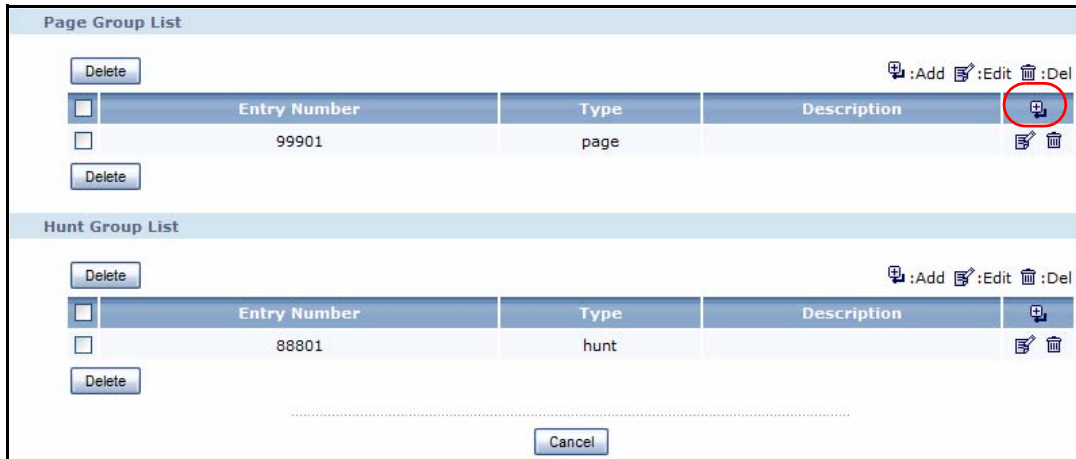 Page Group List
Delete
:Add :Edit :Del
Entry Number Type Description
99901 page
Delete
Hunt Group List
Delete
:Add :Edit :Del
Entry Number Type Description
88801 hunt
Delete
Cancel